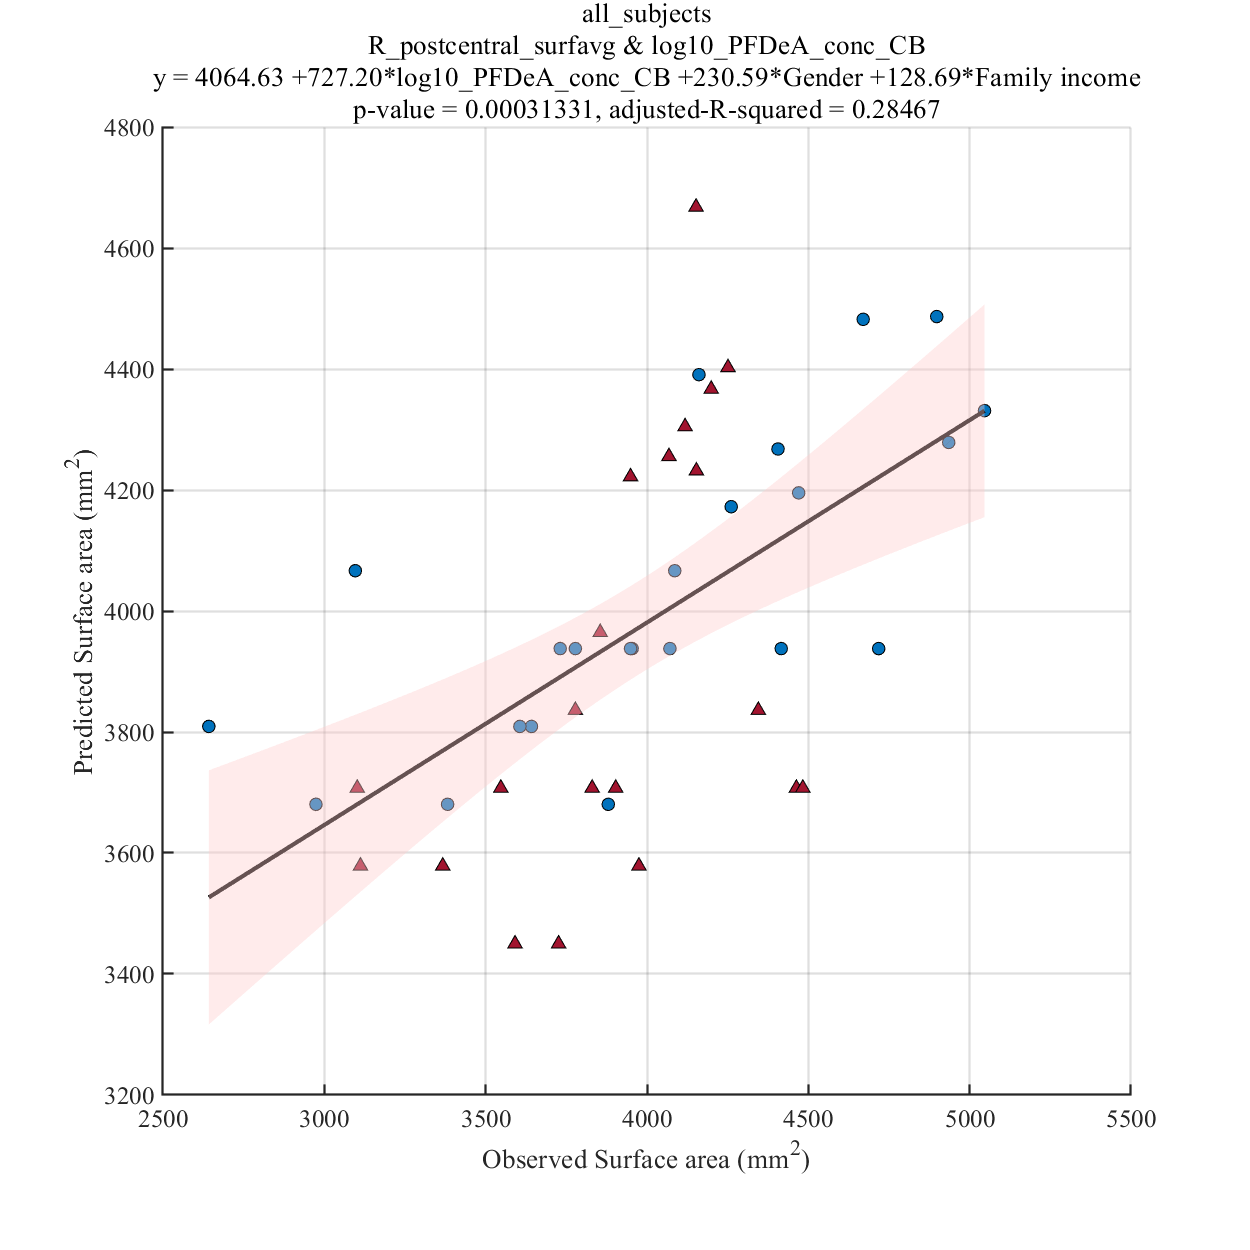 all_subjects
R_postcentral_surfavg & log10_PFDeA_conc_CB
y = 4064.63 +727.20*log10_PFDeA_conc_CB +230.59*Gender +128.69*Family income
p-value = 0.00031331, adjusted-R-squared = 0.28467
4800
4600
4400
4200
4000
3800
3600
3400
3200
Predicted Surface area (mm²)
2500 3000 3500 4000 4500 5000 5500
Observed Surface area (mm²)